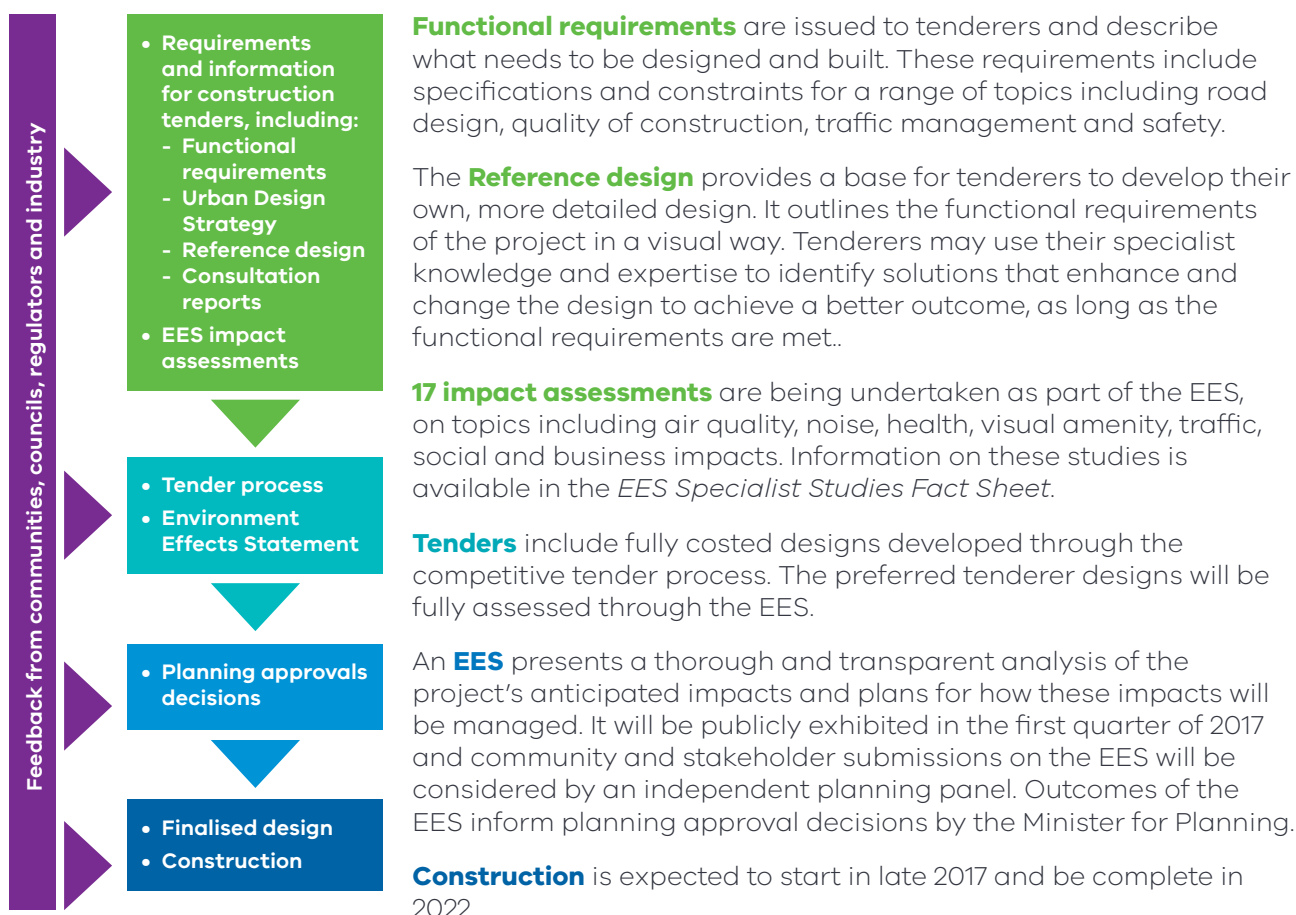 Feedback from communities, councils, regulators and industry
• Requirements
and information
for construction
tenders, including:
- Functional
requirements
- Urban Design
Strategy
- Reference design
- Consultation
reports
• EES impact
assessments
• Tender process
• Environment
Effects Statement
• Planning approvals
decisions
• Finalised design
• Construction
Functional requirements are issued to tenderers and describe
what needs to be designed and built. These requirements include
specifications and constraints for a range of topics including road
design, quality of construction, traffic management and safety.
The Reference design provides a base for tenderers to develop their
own, more detailed design. It outlines the functional requirements
of the project in a visual way. Tenderers may use their specialist
knowledge and expertise to identify solutions that enhance and
change the design to achieve a better outcome, as long as the
functional requirements are met..
17 impact assessments are being undertaken as part of the EES,
on topics including air quality, noise, health, visual amenity, traffic,
social and business impacts. Information on these studies is
available in the EES Specialist Studies Fact Sheet.
Tenders include fully costed designs developed through the
competitive tender process. The preferred tenderer designs will be
fully assessed through the EES.
An EES presents a thorough and transparent analysis of the
project's anticipated impacts and plans for how these impacts will
be managed. It will be publicly exhibited in the first quarter of 2017
and community and stakeholder submissions on the EES will be
considered by an independent planning panel. Outcomes of the
EES inform planning approval decisions by the Minister for Planning.
Construction is expected to start in late 2017 and be complete in
2022